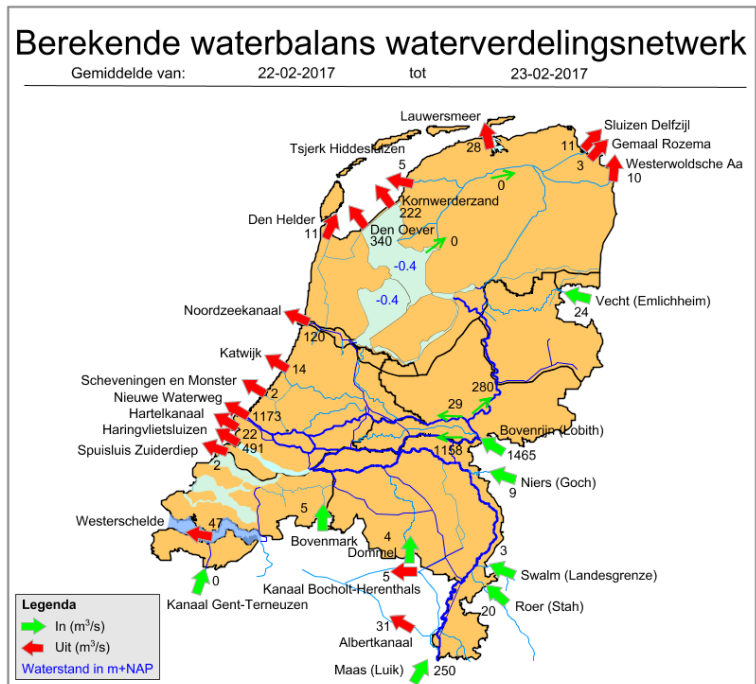 Berekende waterbalans waterverdelingsnetwerk
Gemiddelde van: 22-02-2017 tot 23-02-2017
Lauwersmeer
28
Sluizen Delfzijl
11
Gemaal Rozema
3
Westerwoldsche Aa
10
Tsjerk Hiddesluizen
5
0
Kornwerderzand
222
Den Helder
11
Den Oever
340
0
-0.4
-0.4
Vecht (Emlichheim)
24
Noordzeekanaal
120
Katwijk
14
Scheveningen en Monster
2
Nieuwe Waterweg
1173
Hartelkanaal
22
Haringvlietsluizen
491
Spuisluis Zuiderdiep
2
280
29
Bovenrijn (Lobith)
1465
1158
Niers (Goch)
9
Westerschelde
47
5
Bovenmark
4
Dommel
3
Swalm (Landesgrenze)
Kanaal Bocholt-Herenthals
5
0
Kanaal Gent-Terneuzen
20
Roer (Stah)
31
Albertkanaal
Maas (Luik)
250
Legenda
In (m³/s)
Uit (m³/s)
Waterstand in m+NAP